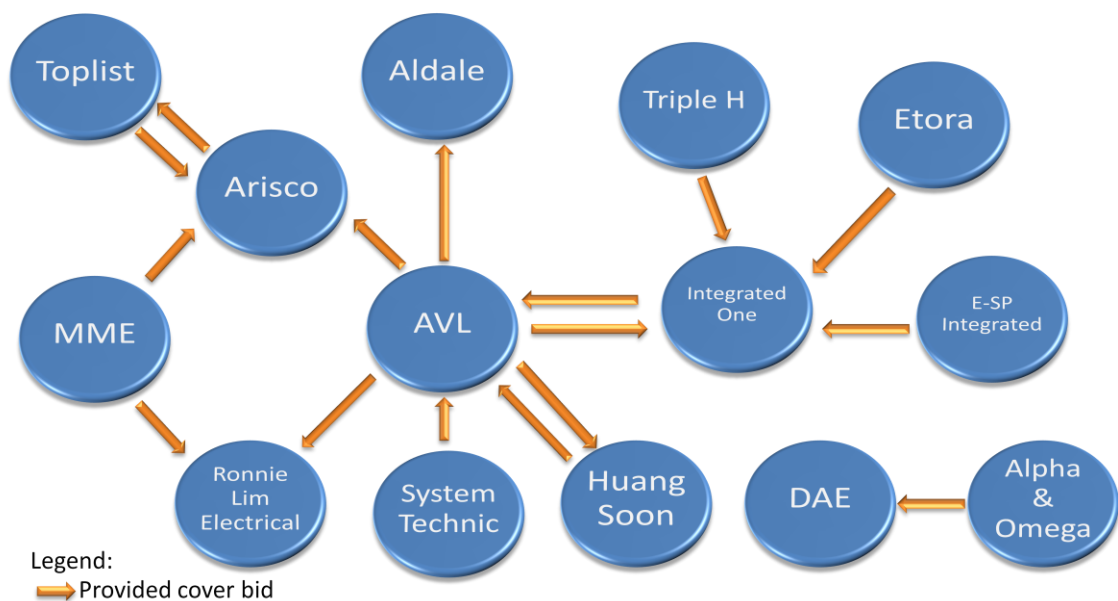 Toplist
Aldale
Triple H
Etora
Arisco
MME
AVL
Integrated
One
E-SP
Integrated
Ronnie
Lim
Electrical
System
Technic
Huang
Soon
DAE
Alpha
&
Omega
Legend:
Provided cover bid